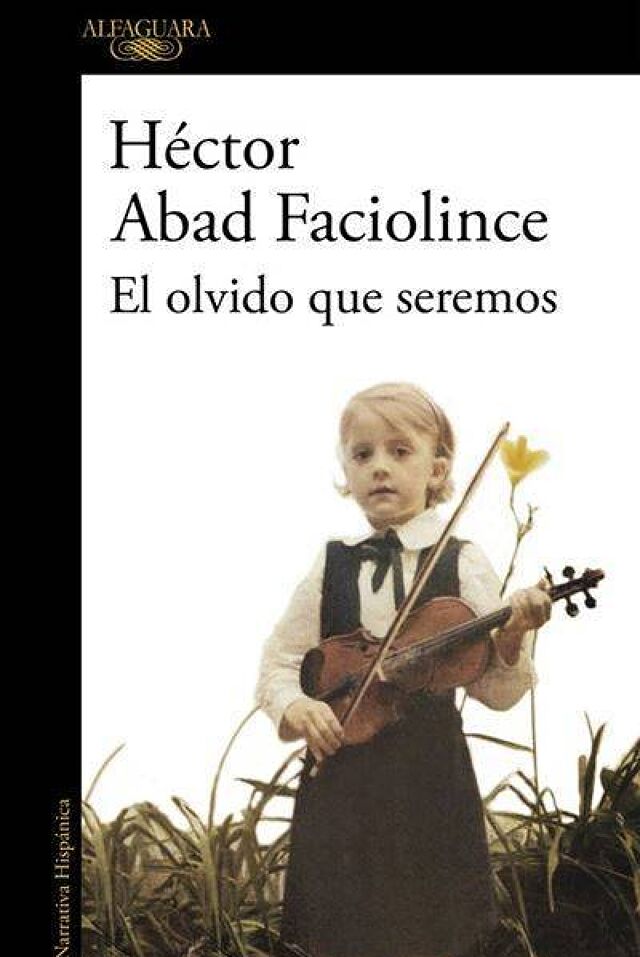 ALFAGUARA
Héctor
Abad Faciolince
El olvido que seremos
Narrativa Hispánica